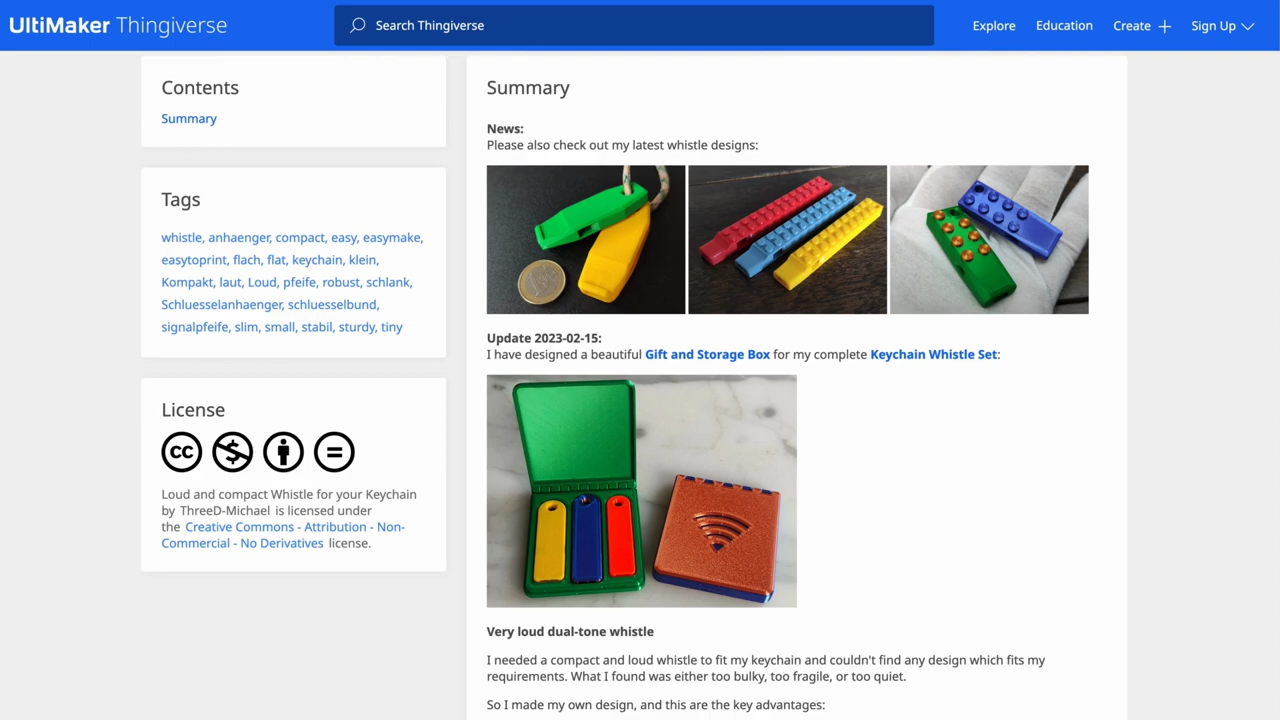 UltiMaker Thingiverse
Search Thingiverse
Explore
Education
Create
Sign Up
Contents
Summary
Tags
whistle, anhaenger, compact, easy, easymake,
easytoprint, flach, flat, keychain, klein,
Kompakt, laut, Loud, pfeife, robust, schlank,
Schluesselanhaenger, schluesselbund,
signalpfeife, slim, small, stabil, sturdy, tiny
License
cc
Loud and compact Whistle for your Keychain
by ThreeD-Michael is licensed under
the Creative Commons - Attribution - Non-
Commercial - No Derivatives license.
Summary
News:
Please also check out my latest whistle designs:
Update 2023-02-15:
I have designed a beautiful Gift and Storage Box for my complete Keychain Whistle Set:
Very loud dual-tone whistle
I needed a compact and loud whistle to fit my keychain and couldn't find any design which fits my
requirements. What I found was either too bulky, too fragile, or too quiet.
So I made my own design, and this are the key advantages: